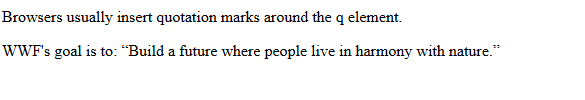 Browsers usually insert quotation marks around the q element.
WWF's goal is to: “Build a future where people live in harmony with nature.”